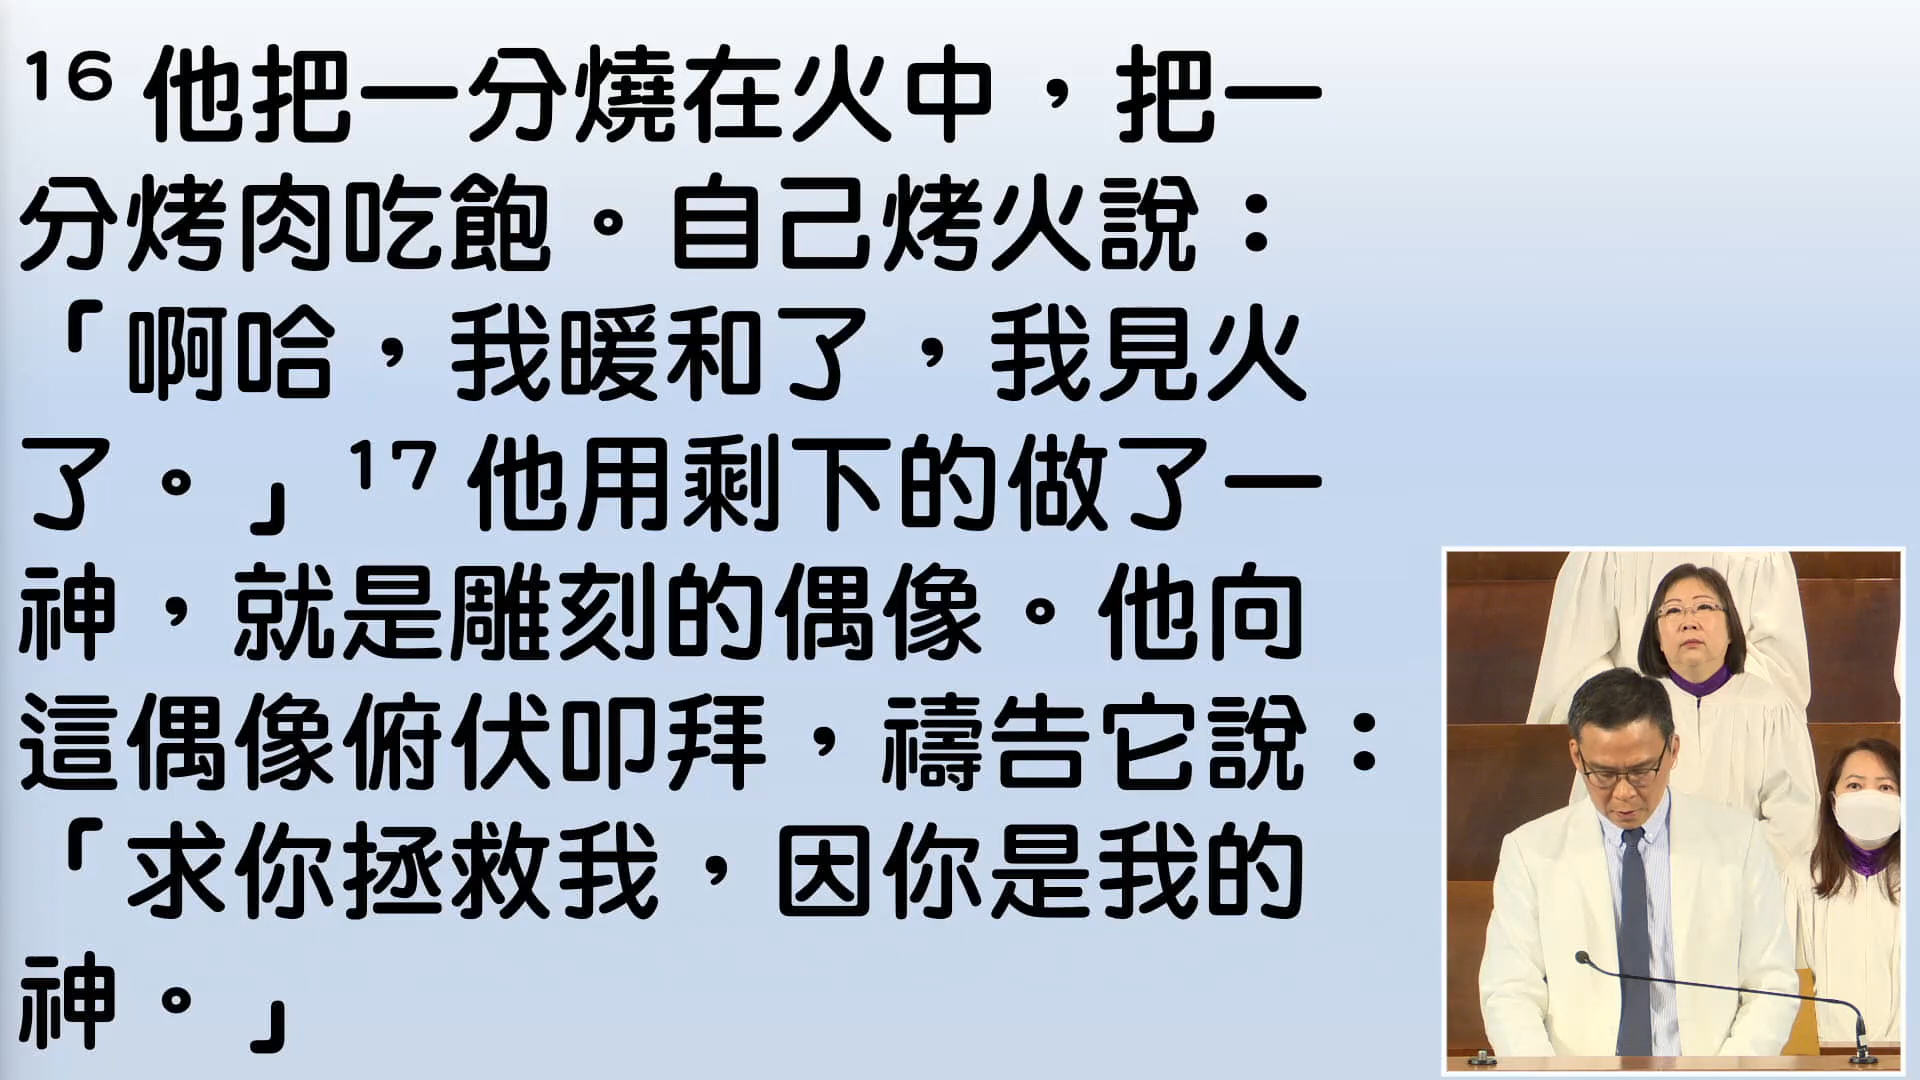 16 他把一分燒在火中，把一
分烤肉吃飽。自己烤火說：
「啊哈，我暖和了，我見火
了。」17 他用剩下的做了一
神，就是雕刻的偶像。他向
這偶像俯伏叩拜，禱告它說：
「求你拯救我，因你是我的
神。」